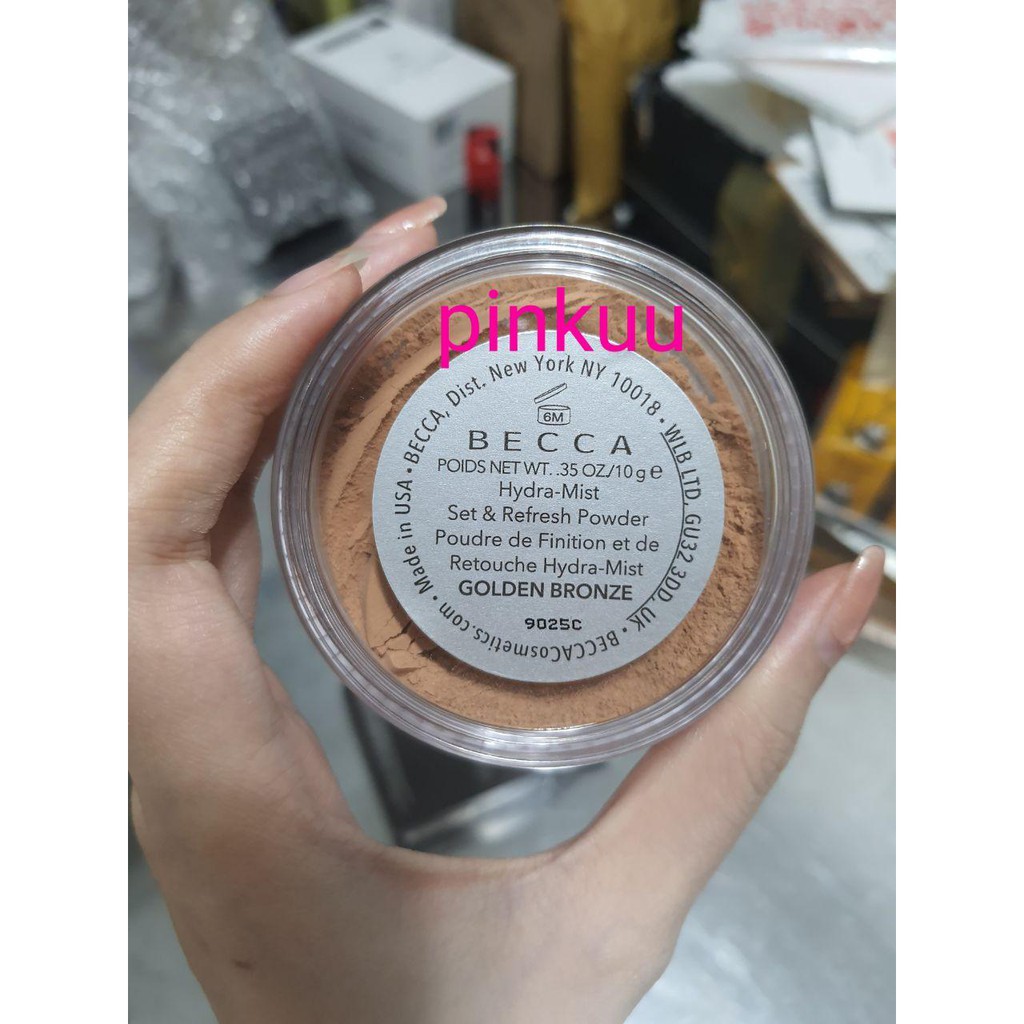 pinkuu
BECCA, Dist. New York NY 10018 • WLB LTD, GU32 3DD, UK • BECCACosmetics.com • Made in USA •
6M
BECCA
POIDS NET WT. .35 OZ/10 g e
Hydra-Mist
Set & Refresh Powder
Poudre de Finition et de
Retouche Hydra-Mist
GOLDEN BRONZE
9025C